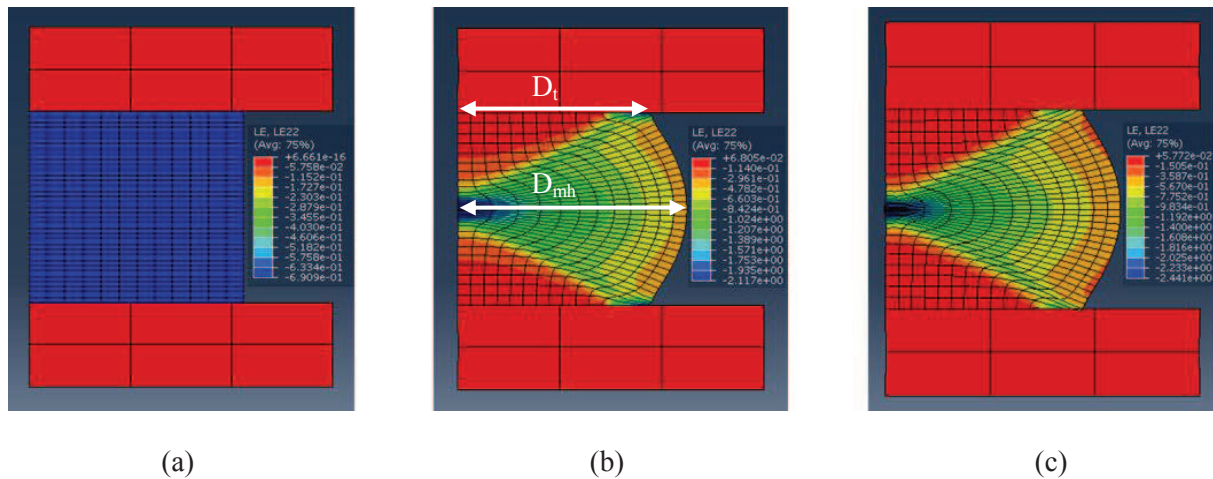 LE, LE22
(Avg: 75%)
+6.661e-16
-5.758e-02
-1.152e-01
-1.727e-01
-2.303e-01
-2.879e-01
-3.455e-01
-4.030e-01
-4.606e-01
-5.182e-01
-5.758e-01
-6.334e-01
-6.909e-01
(a)
Dt
Dmh
LE, LE22
(Avg: 75%)
+6.805e-02
-1.140e-01
-2.961e-01
-4.782e-01
-6.603e-01
-8.424e-01
-1.024e+00
-1.207e+00
-1.389e+00
-1.571e+00
-1.753e+00
-1.935e+00
-2.117e+00
(b)
LE, LE22
(Avg: 75%)
+5.772e-02
-1.505e-01
-3.587e-01
-5.670e-01
-7.752e-01
-9.834e-01
-1.192e+00
-1.400e+00
-1.608e+00
-1.816e+00
-2.025e+00
-2.233e+00
-2.441e+00
(c)